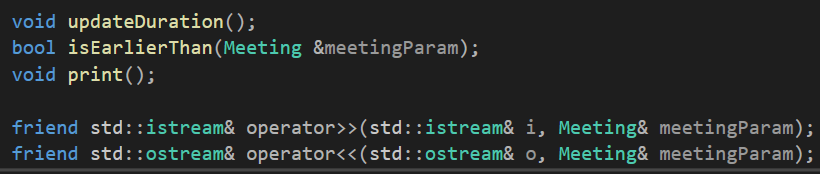 void updateDuration();
bool isEarlierThan(Meeting &meetingParam);
void print();
friend std::istream& operator>>(std::istream& i, Meeting& meetingParam);
friend std::ostream& operator<<(std::ostream& o, Meeting& meetingParam);